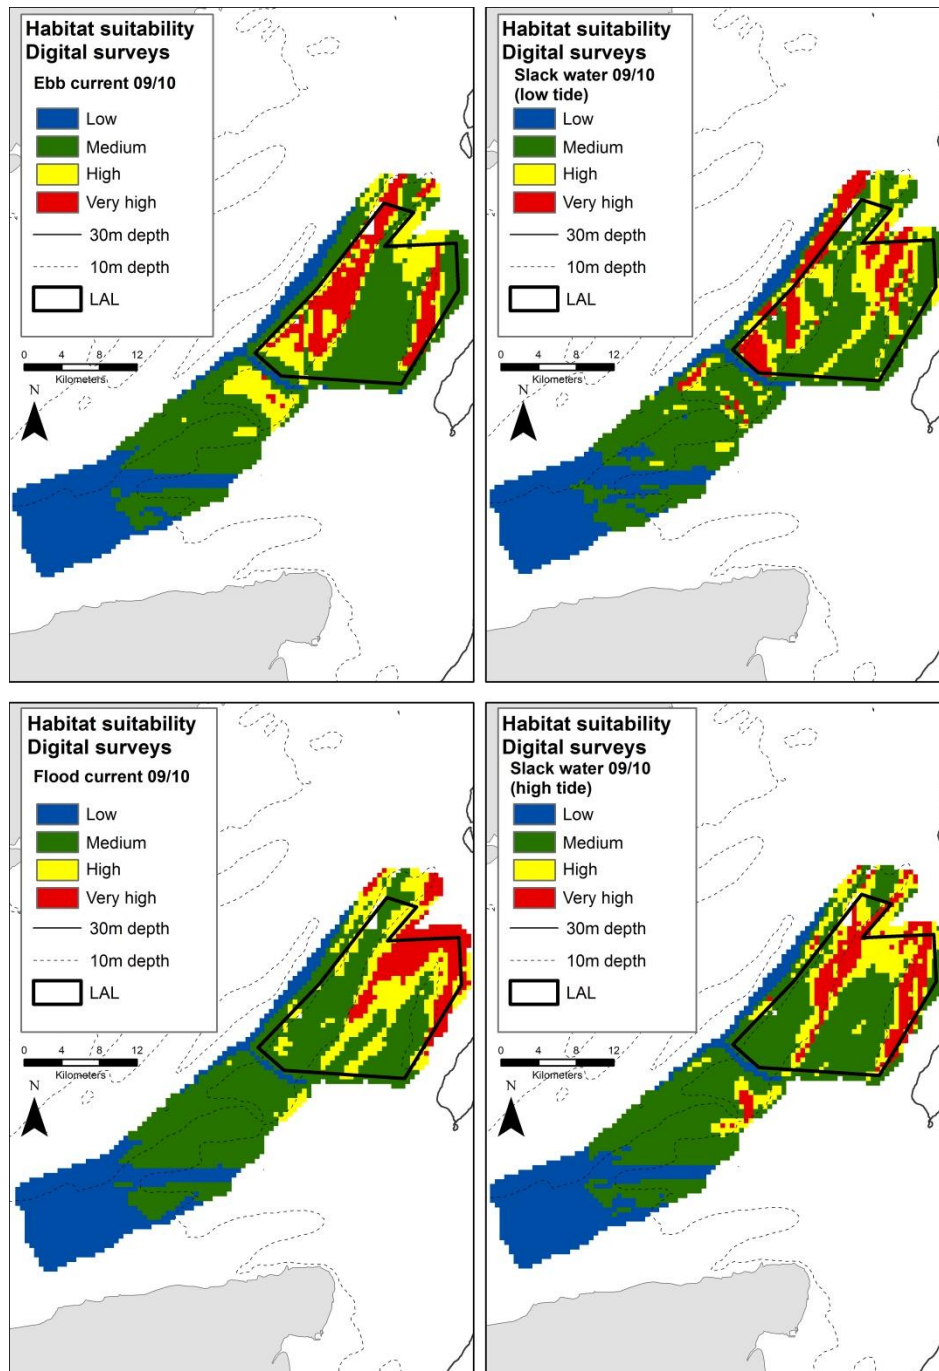 Habitat suitability
Digital surveys
Ebb current 09/10
Low
Medium
High
Very high
30m depth
10m depth
LAL
0 4 8 12
Kilometers
N
Habitat suitability
Digital surveys
Slack water 09/10
(low tide)
Low
Medium
High
Very high
30m depth
10m depth
LAL
0 4 8 12
Kilometers
N
Habitat suitability
Digital surveys
Flood current 09/10
Low
Medium
High
Very high
30m depth
10m depth
LAL
0 4 8 12
Kilometers
N
Habitat suitability
Digital surveys
Slack water 09/10
(high tide)
Low
Medium
High
Very high
30m depth
10m depth
LAL
0 4 8 12
Kilometers
N